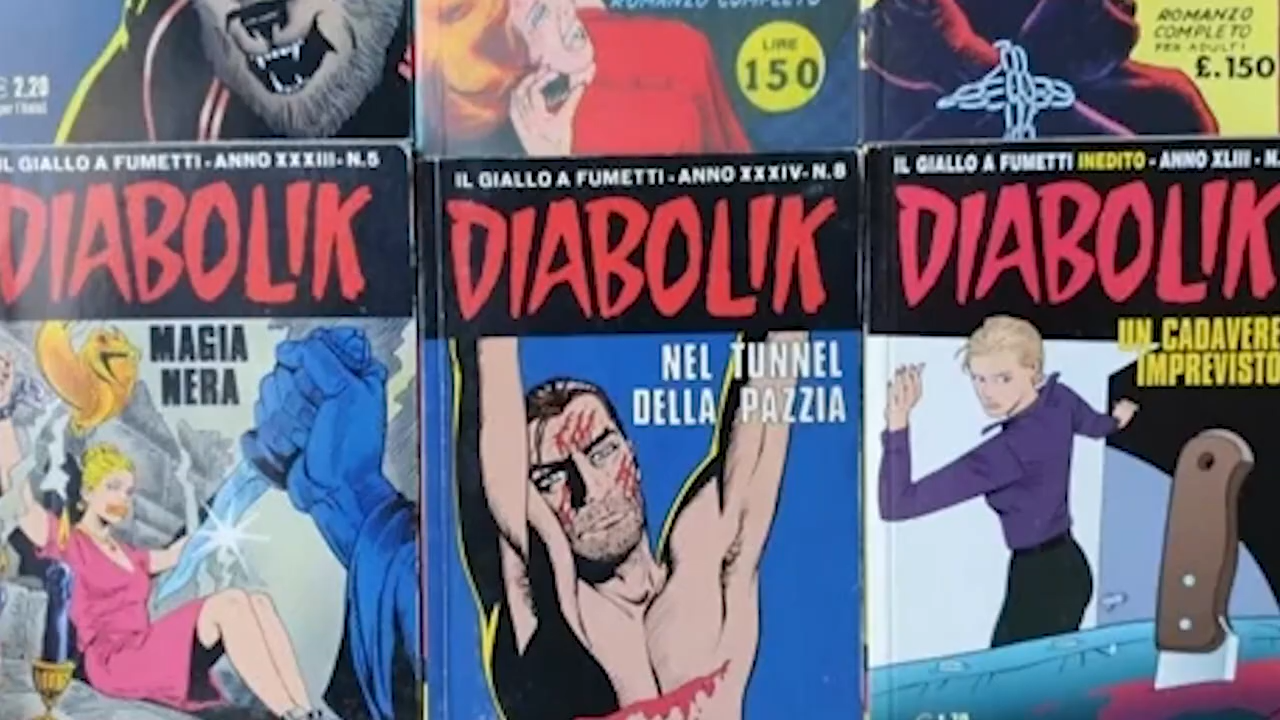 € 2.20
ROMANZO COMPLETO
LIRE
150
ROMANZO
COMPLETO
PER ADULTI
£.150
IL GIALLO A FUMETTI - ANNO XXXIII - N.5
DIABOLIK
MAGIA
NERA
IL GIALLO A FUMETTI - ANNO XXXIV - N.8
DIABOLIK
NEL TUNNEL
DELLA PAZZIA
IL GIALLO A FUMETTI INEDITO - ANNO XLIII - N.
DIABOLIK
UN CADAVERE
IMPREVISTO